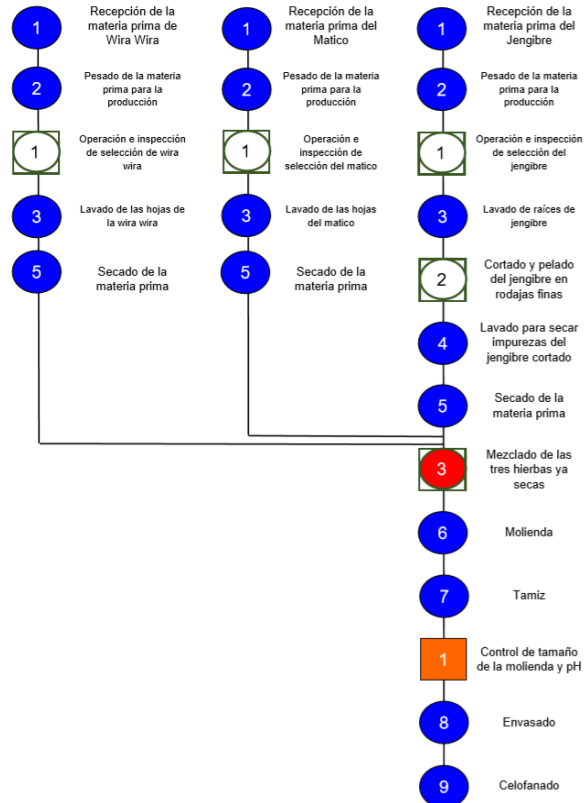 1
Recepción de la
materia prima de
Wira Wira
2
Pesado de la materia
prima para la
producción
1
Operación e inspección
de selección de wira
wira
3
Lavado de las hojas de
la wira wira
5
Secado de la
materia prima
1
Recepción de la
materia prima del
Matico
2
Pesado de la materia
prima para la
producción
1
Operación e
inspección de
selección del matico
3
Lavado de las hojas
del matico
5
Secado de la
materia prima
1
Recepción de la
materia prima del
Jengibre
2
Pesado de la materia
prima para la
producción
1
Operación e inspección
de selección del
jengibre
3
Lavado de raíces de
jengibre
2
Cortado y pelado
del jengibre en
rodajas finas
4
Lavado para secar
impurezas del
jengibre cortado
5
Secado de la
materia prima
3
Mezclado de las
tres hierbas ya
secas
6
Molienda
7
Tamiz
1
Control de tamaño
de la molienda y pH
8
Envasado
9
Celofanado